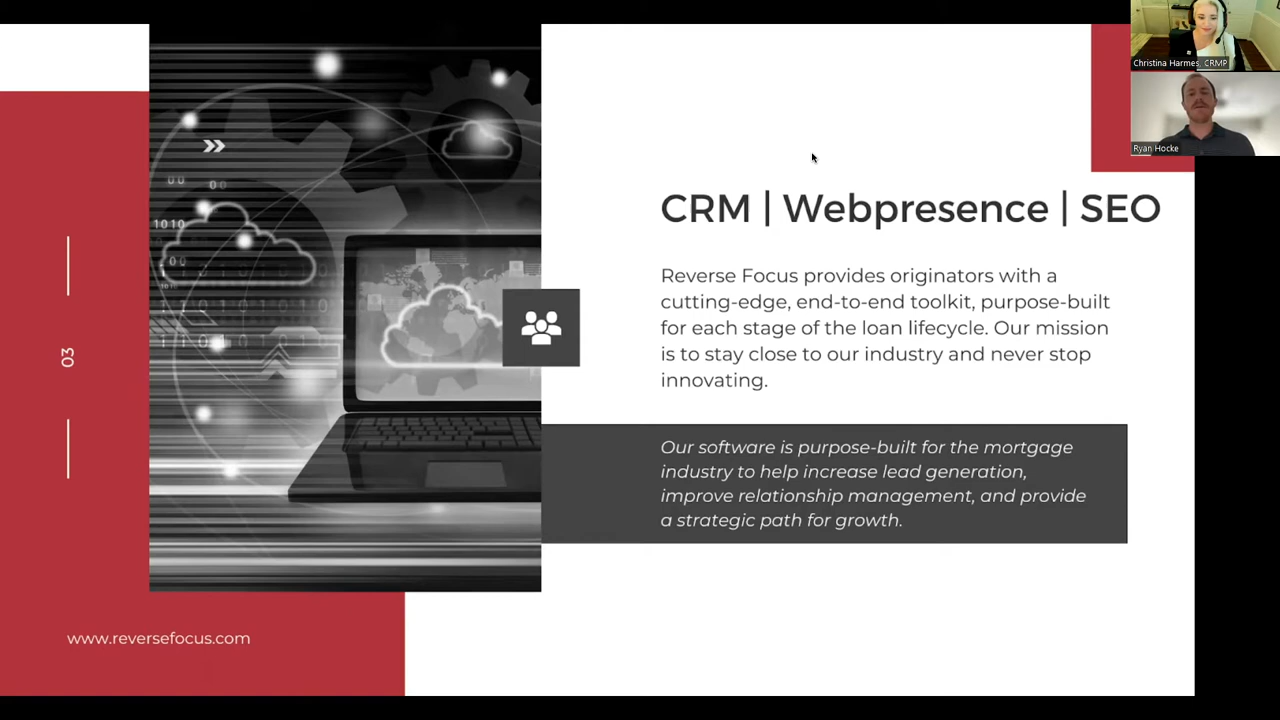 Christina Harmes, CRMP
Ryan Hocke
CRM | Webpresence | SEO
Reverse Focus provides originators with a
cutting-edge, end-to-end toolkit, purpose-built
for each stage of the loan lifecycle. Our mission
is to stay close to our industry and never stop
innovating.
Our software is purpose-built for the mortgage
industry to help increase lead generation,
improve relationship management, and provide
a strategic path for growth.
03
www.reversefocus.com